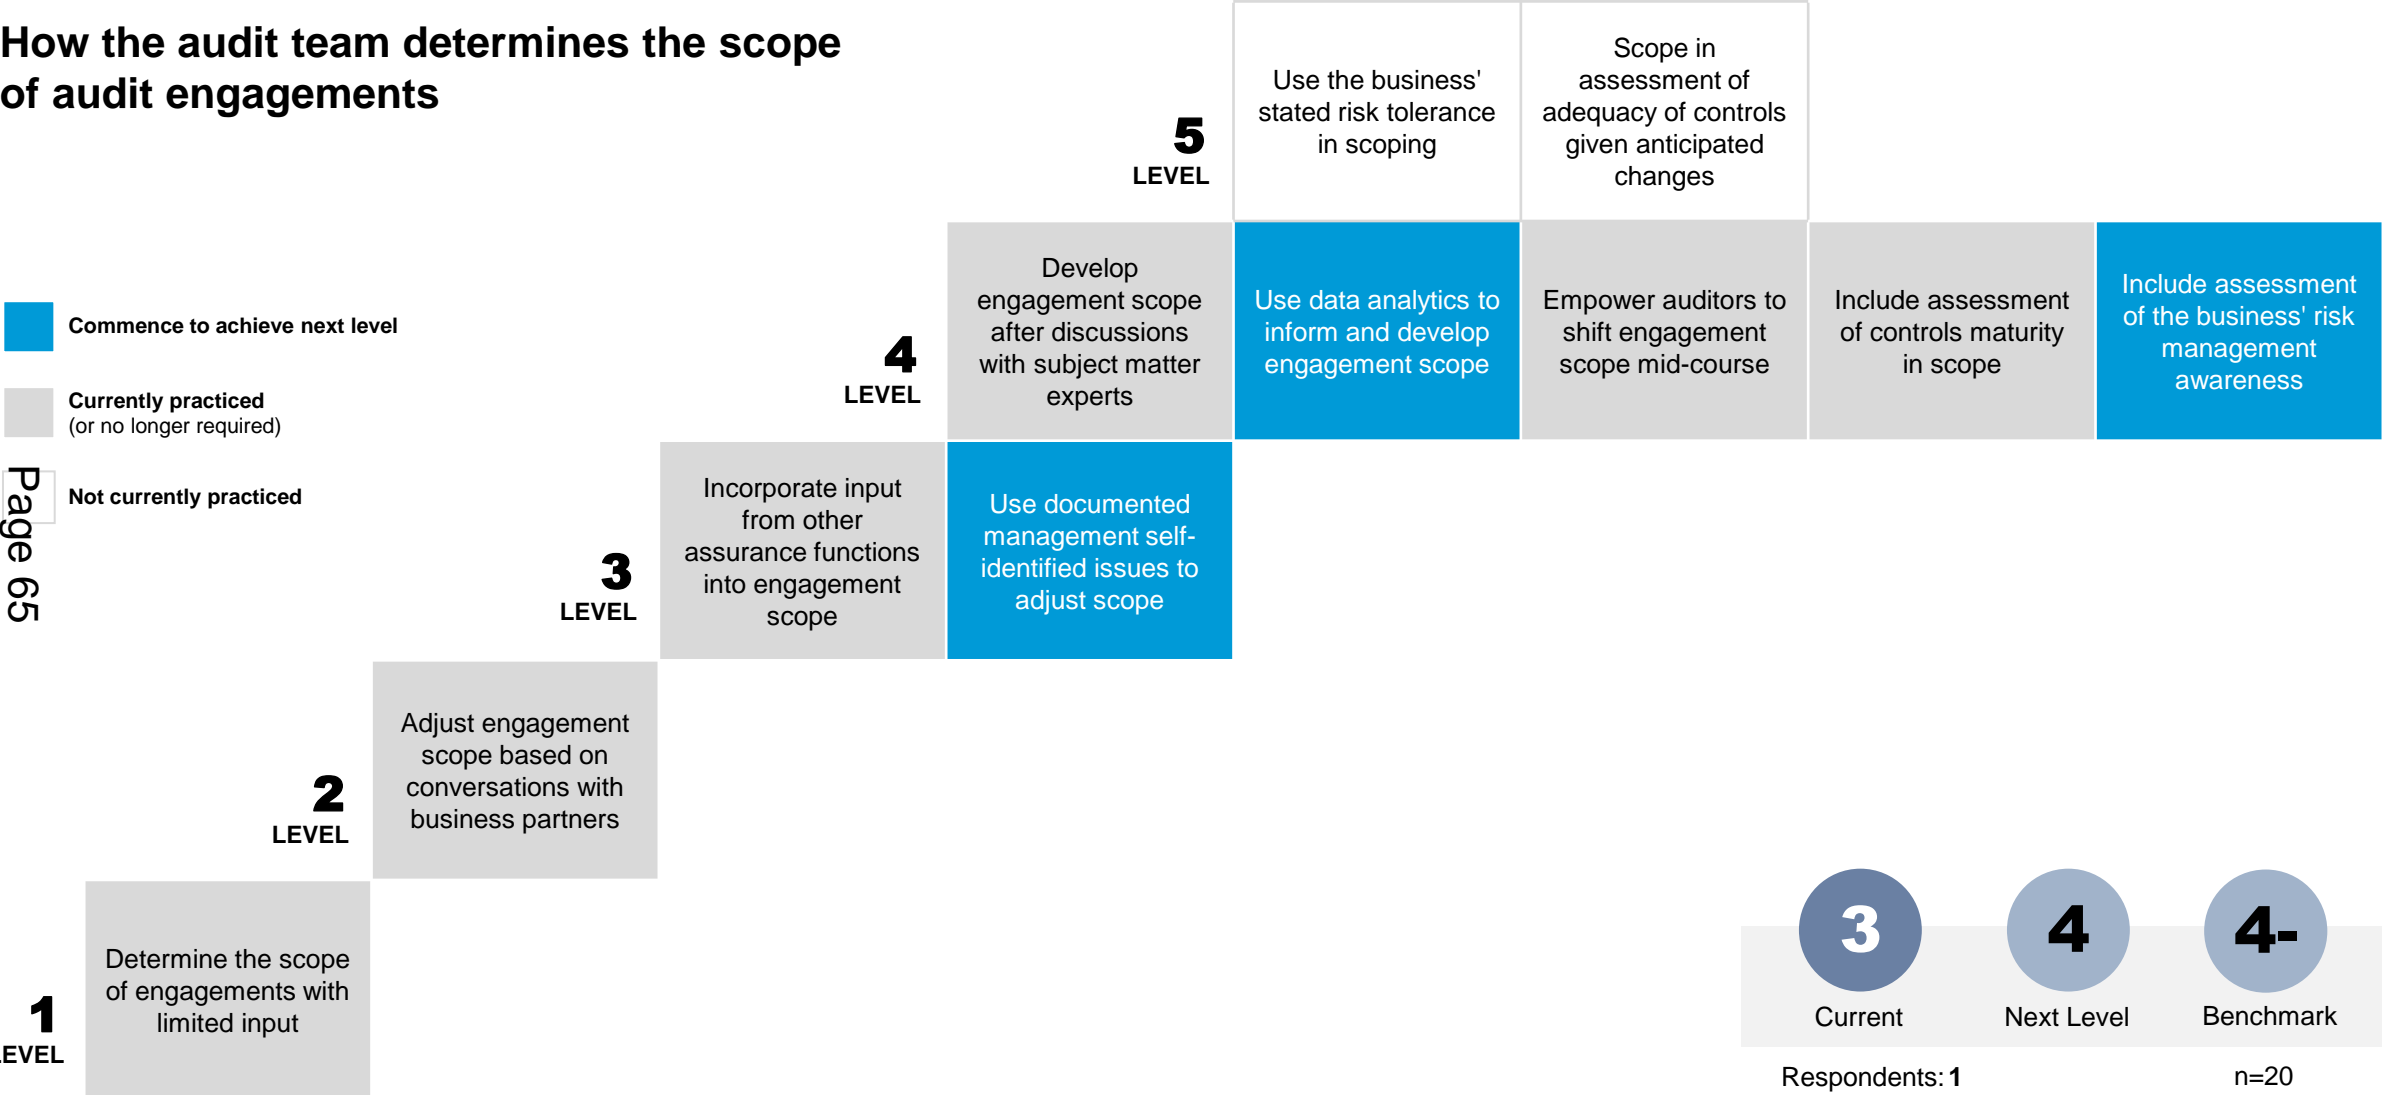 How the audit team determines the scope
of audit engagements
5
LEVEL
Use the business'
stated risk tolerance
in scoping
Scope in
assessment of
adequacy of controls
given anticipated
changes
Commence to achieve next level
Currently practiced
(or no longer required)
Not currently practiced
Page 65
4
LEVEL
Develop
engagement scope
after discussions
with subject matter
experts
Use data analytics to
inform and develop
engagement scope
Empower auditors to
shift engagement
scope mid-course
Include assessment
of controls maturity
in scope
Include assessment
of the business' risk
management
awareness
3
LEVEL
Incorporate input
from other
assurance functions
into engagement
scope
Use documented
management self-
identified issues to
adjust scope
2
LEVEL
Adjust engagement
scope based on
conversations with
business partners
1
LEVEL
Determine the scope
of engagements with
limited input
3
Current
4
Next Level
4-
Benchmark
Respondents: 1
n=20